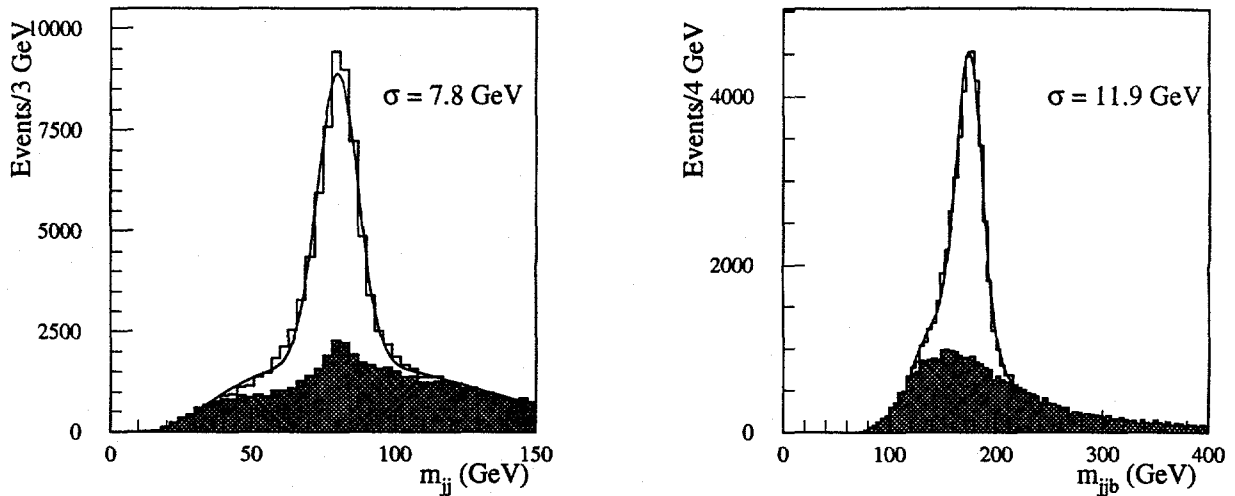 Events/3 GeV
10000
7500
5000
2500
0
σ = 7.8 GeV
0 50 100 150
m_jj (GeV)
Events/4 GeV
4000
2000
0
σ = 11.9 GeV
0 100 200 300 400
m_jjb (GeV)